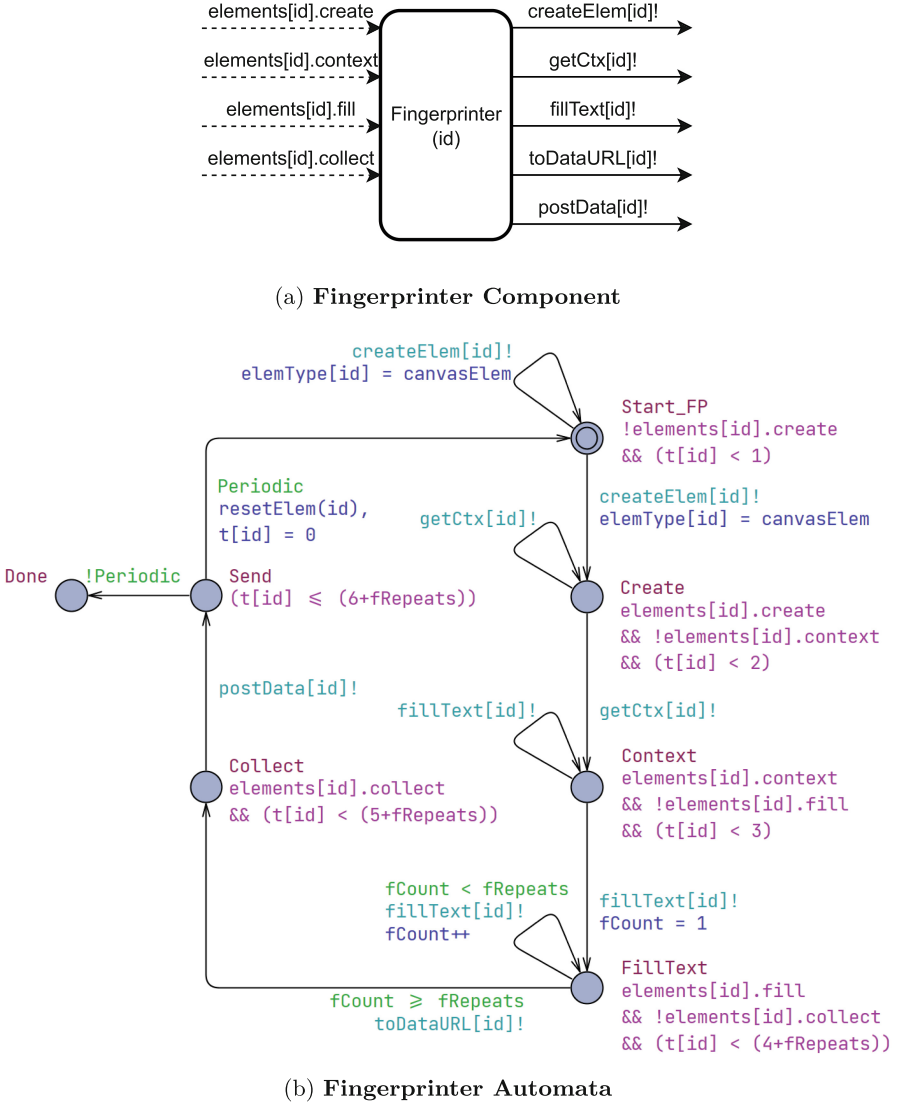 elements[id].create
createElem[id]!
elements[id].context
getCtx[id]!
elements[id].fill
fillText[id]!
elements[id].collect
toDataURL[id]!
postData[id]!
Fingerprinter
(id)
(a) Fingerprinter Component
createElem[id]!
elemType[id] = canvasElem
Start_FP
!elements[id].create
&& (t[id] < 1)
Periodic
resetElem(id),
t[id] = 0
createElem[id]!
elemType[id] = canvasElem
getCtx[id]!
Done
!Periodic
Send
(t[id] ⩽ (6+fRepeats))
Create
elements[id].create
&& !elements[id].context
&& (t[id] < 2)
postData[id]!
fillText[id]!
getCtx[id]!
Collect
elements[id].collect
&& (t[id] < (5+fRepeats))
Context
elements[id].context
&& !elements[id].fill
&& (t[id] < 3)
fCount < fRepeats
fillText[id]!
fCount++
fillText[id]!
fCount = 1
fCount ⩾ fRepeats
toDataURL[id]!
FillText
elements[id].fill
&& !elements[id].collect
&& (t[id] < (4+fRepeats))
(b) Fingerprinter Automata